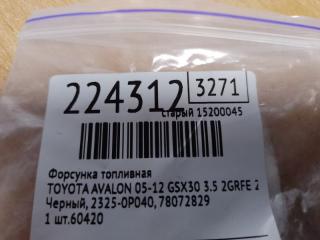 224312 3271
старый 15200045
Форсунка топливная
TOYOTA AVALON 05-12 GSX30 3.5 2GRFE 2
Черный, 2325-0P040, 78072829
1 шт.60420